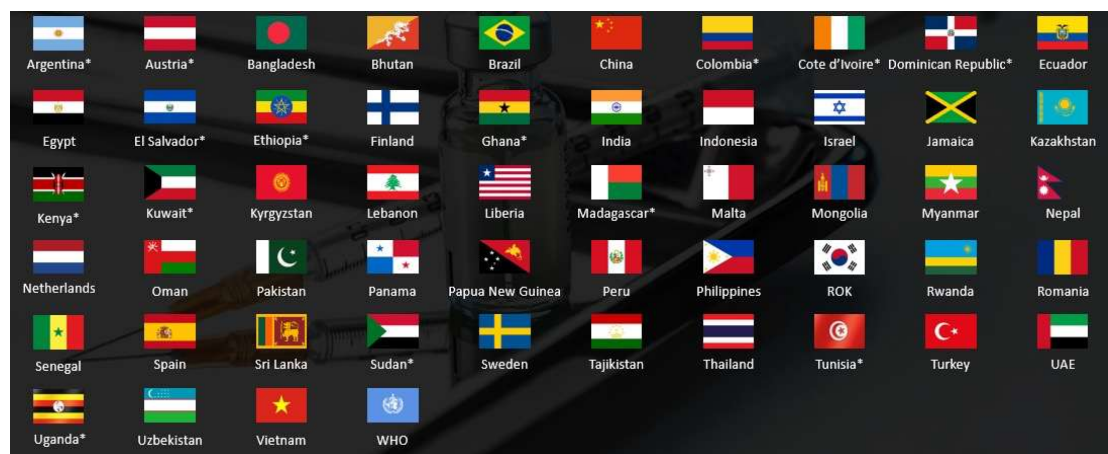 Argentina* Austria* Bangladesh Bhutan Brazil China Colombia* Cote d'Ivoire* Dominican Republic* Ecuador
Egypt El Salvador* Ethiopia* Finland Ghana* India Indonesia Israel Jamaica Kazakhstan
Kenya* Kuwait* Kyrgyzstan Lebanon Liberia Madagascar* Malta Mongolia Myanmar Nepal
Netherlands Oman Pakistan Panama Papua New Guinea Peru Philippines ROK Rwanda Romania
Senegal Spain Sri Lanka Sudan* Sweden Tajikistan Thailand Tunisia* Turkey UAE
Uganda* Uzbekistan Vietnam WHO